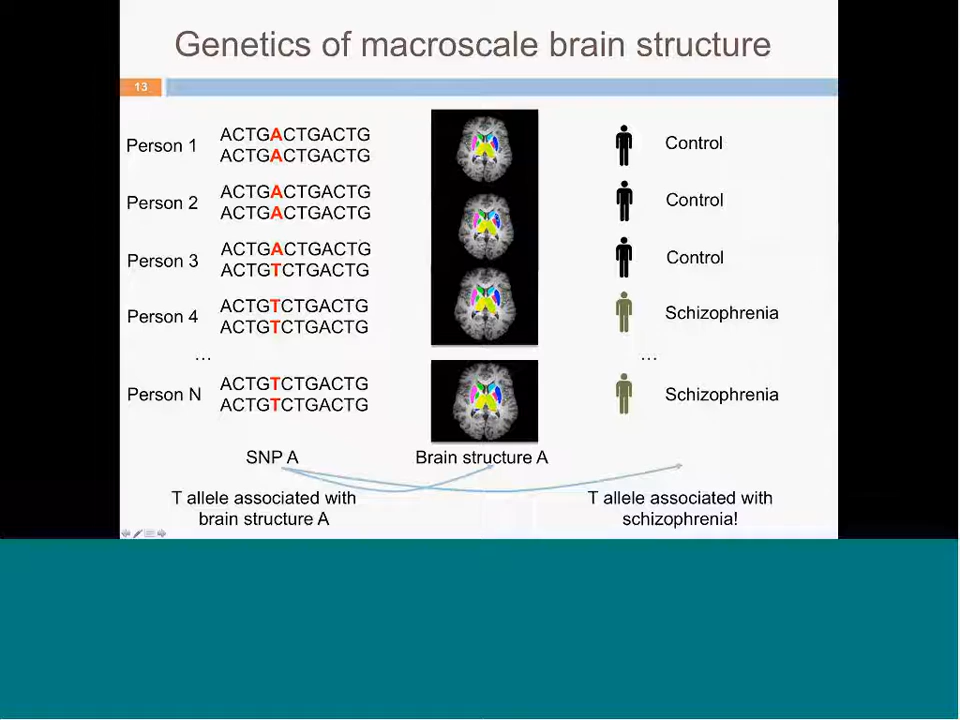 Genetics of macroscale brain structure
13
Person 1
ACTGACTGACTG
ACTGACTGACTG
Control
Person 2
ACTGACTGACTG
ACTGACTGACTG
Control
Person 3
ACTGACTGACTG
ACTGTCTGACTG
Control
Person 4
ACTGTCTGACTG
ACTGTCTGACTG
Schizophrenia
...
...
Person N
ACTGTCTGACTG
ACTGTCTGACTG
Schizophrenia
SNP A
Brain structure A
T allele associated with
brain structure A
T allele associated with
schizophrenia!